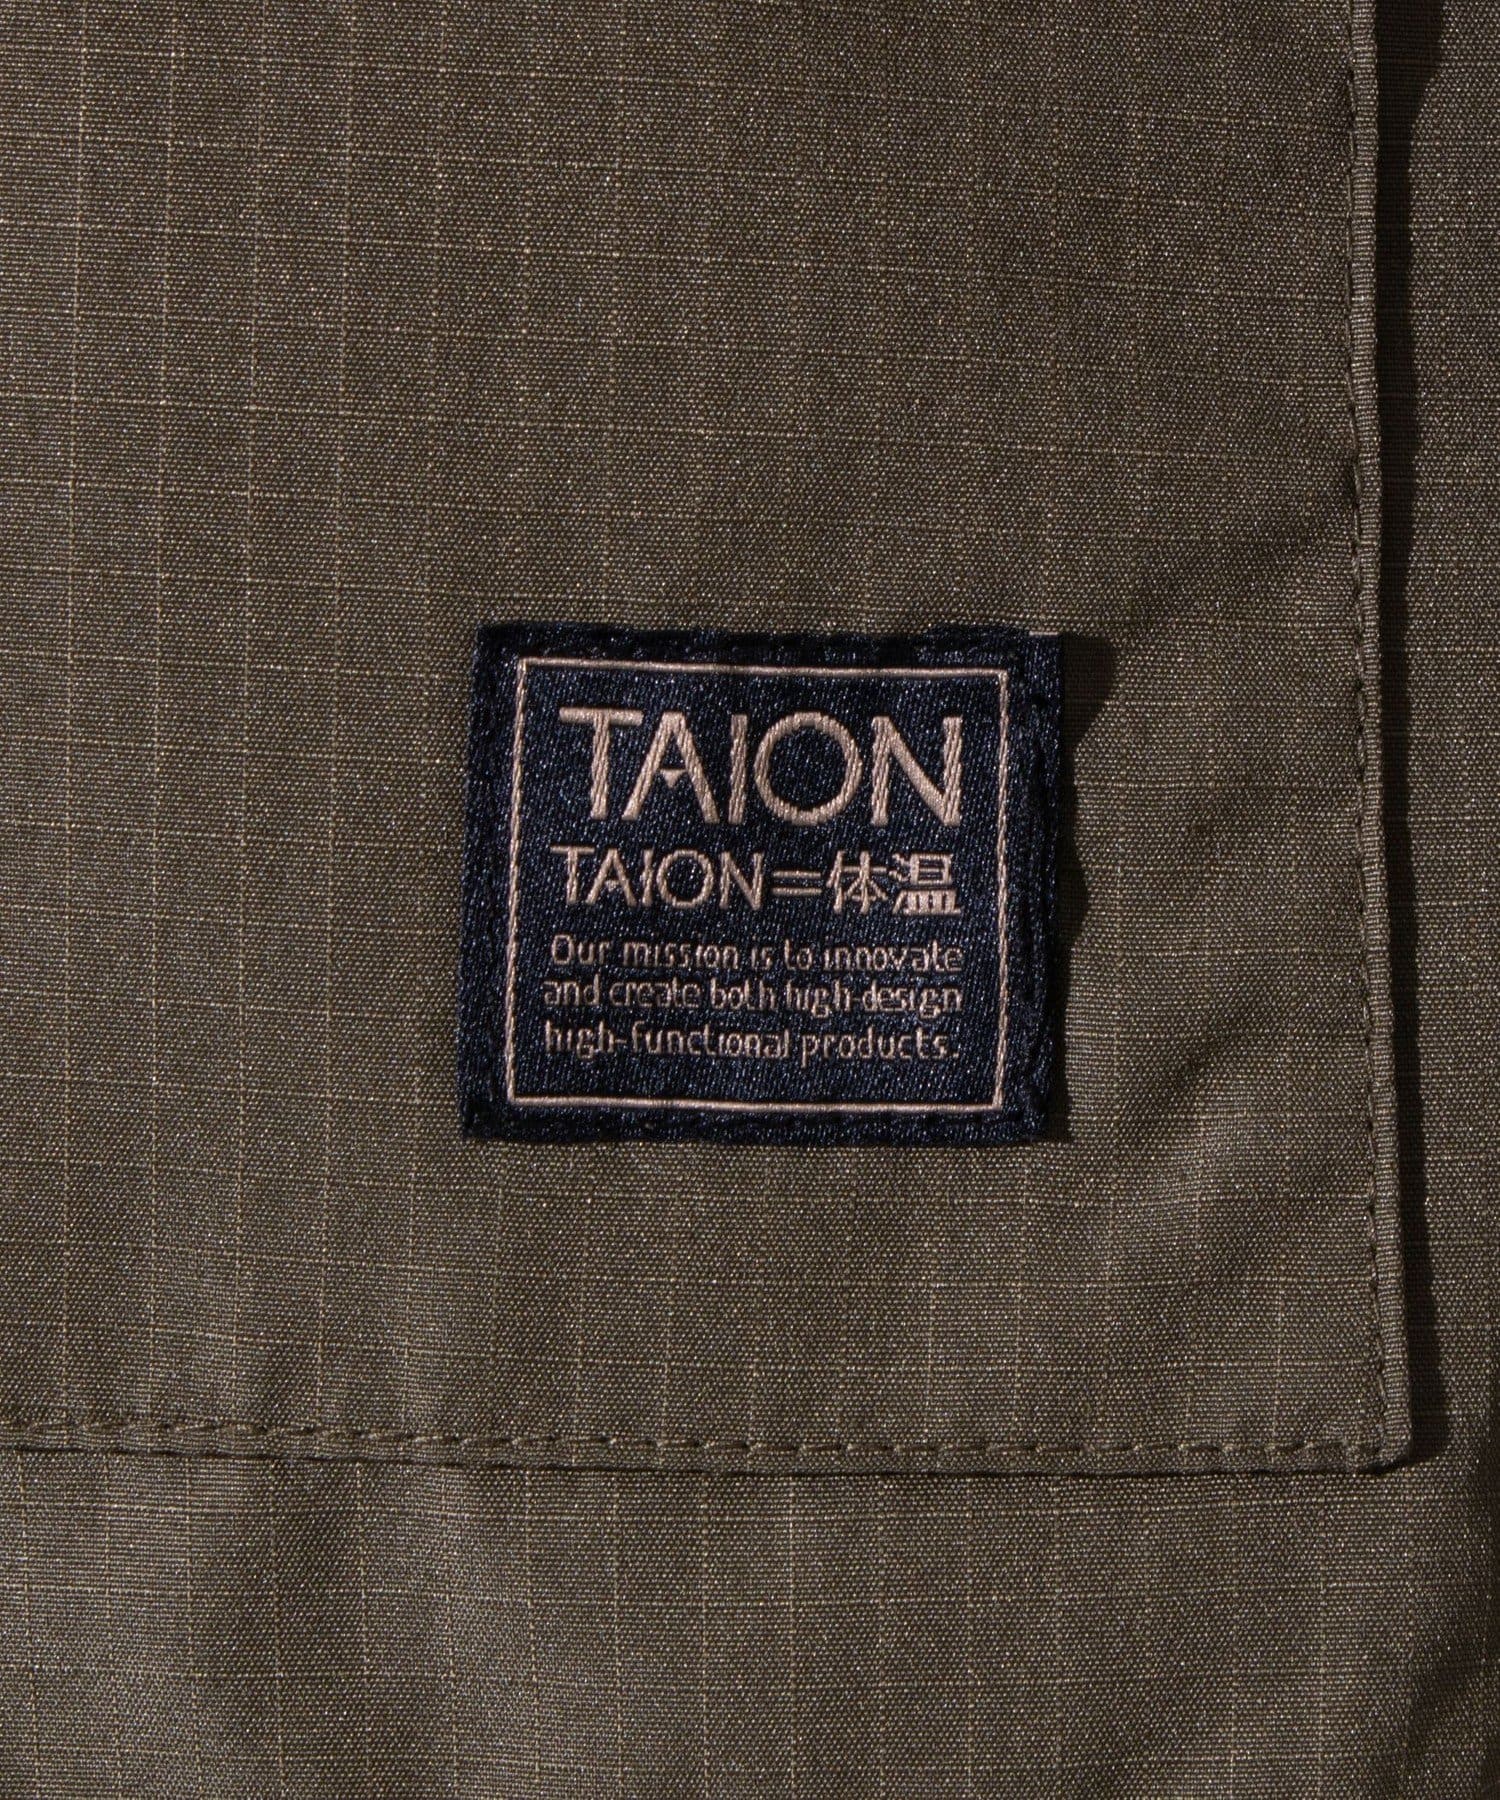 TAION
TAION=体温
Our mission is to innovate
and create both high-design
high-functional products.